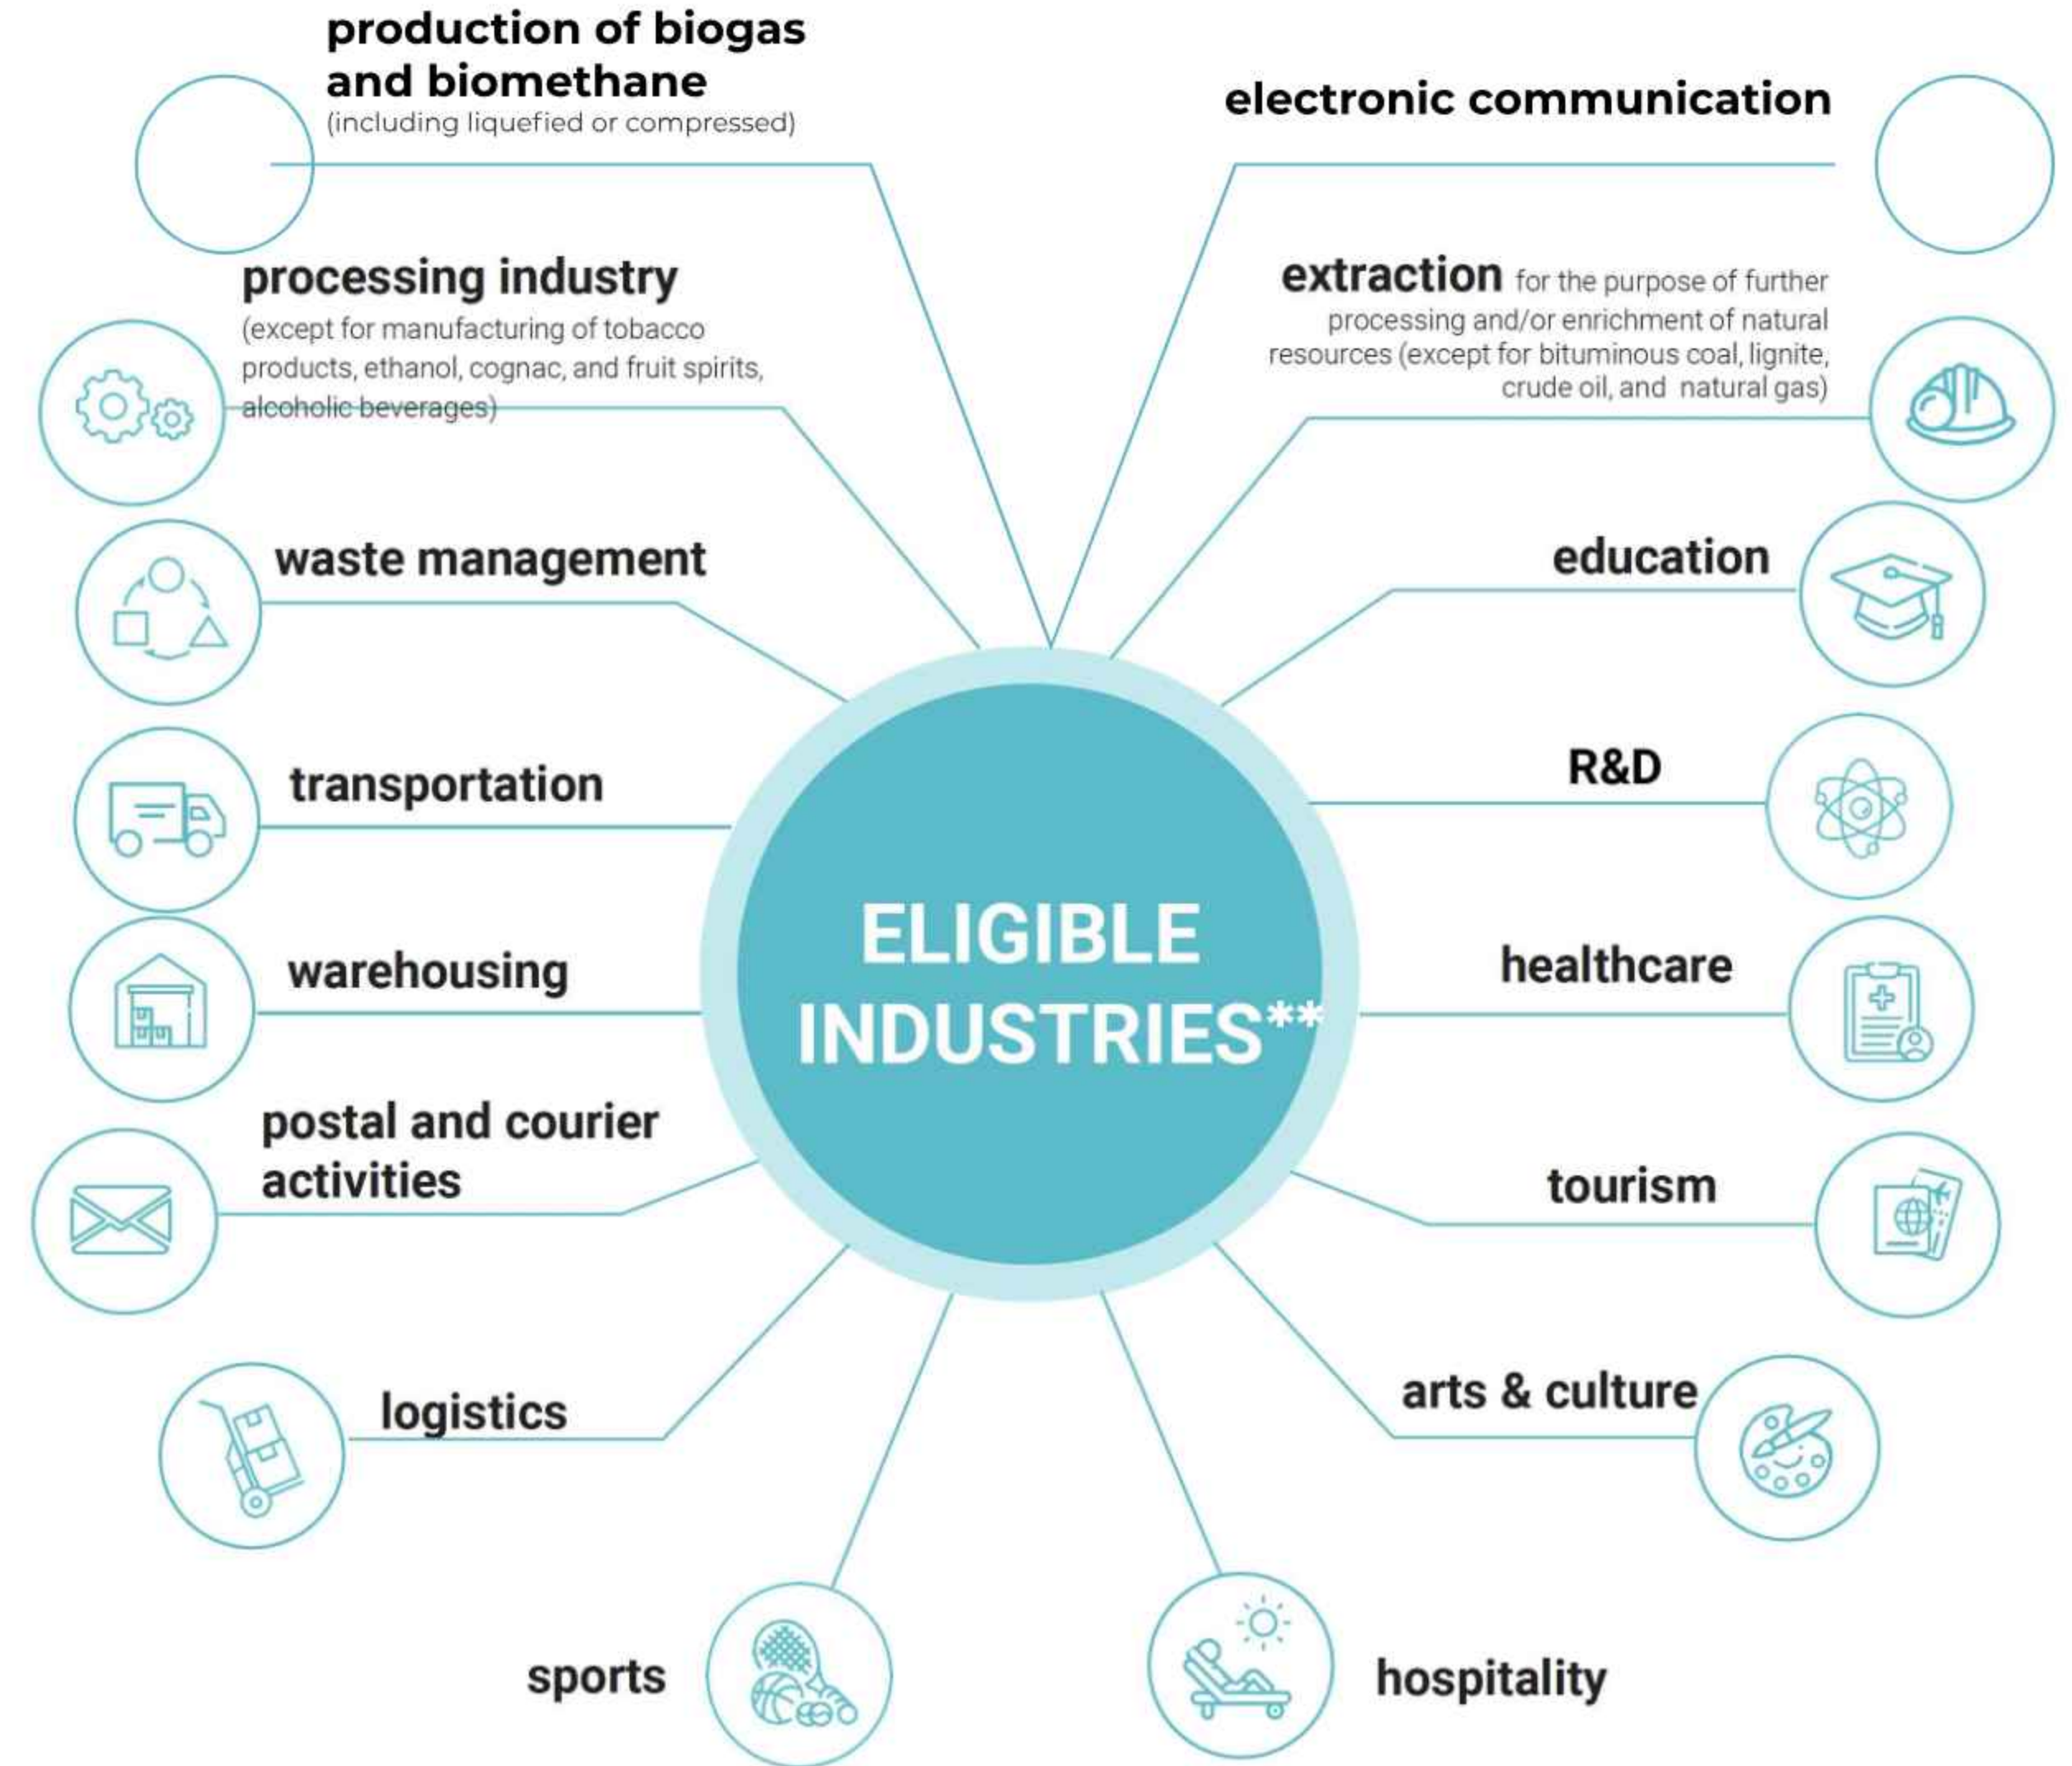 production of biogas
and biomethane
(including liquefied or compressed)
electronic communication
processing industry
(except for manufacturing of tobacco
products, ethanol, cognac, and fruit spirits,
alcoholic beverages)
extraction for the purpose of further
processing and/or enrichment of natural
resources (except for bituminous coal, lignite,
crude oil, and natural gas)
waste management
education
transportation
R&D
warehousing
healthcare
ELIGIBLE
INDUSTRIES**
postal and courier
activities
tourism
logistics
arts & culture
sports
hospitality